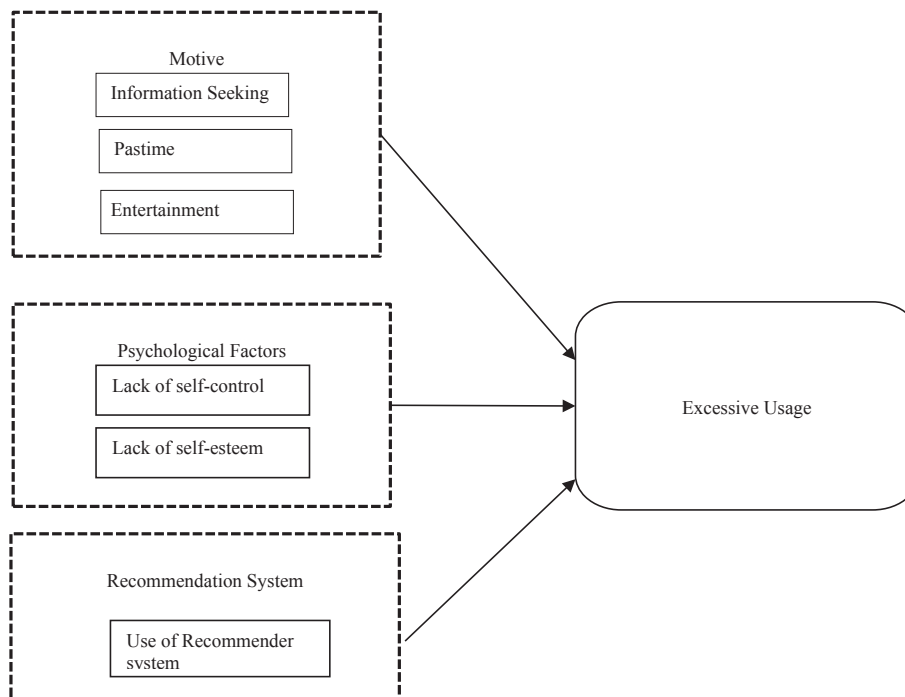 Motive
Information Seeking
Pastime
Entertainment
Psychological Factors
Lack of self-control
Lack of self-esteem
Excessive Usage
Recommendation System
Use of Recommender
system